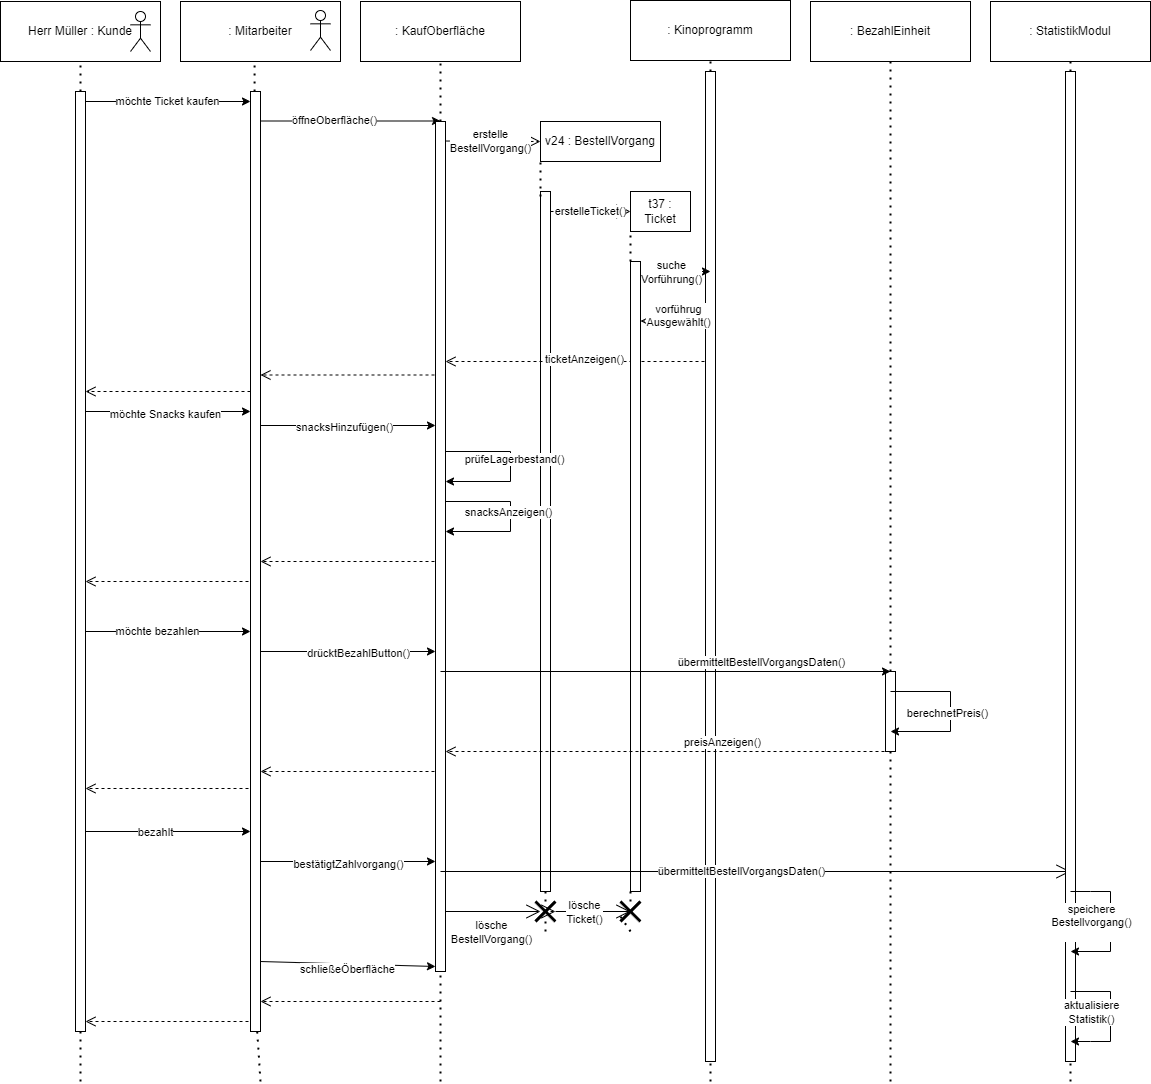 Herr Müller : Kunde
: Mitarbeiter
: KaufOberfläche
: Kinoprogramm
: BezahlEinheit
: StatistikModul
möchte Ticket kaufen
öffneOberfläche()
erstelle
BestellVorgang()
v24 : BestellVorgang
erstelleTicket()
t37 :
Ticket
suche
Vorführung()
vorführug
Ausgewählt()
ticketAnzeigen()
möchte Snacks kaufen
snacksHinzufügen()
prüfeLagerbestand()
snacksAnzeigen()
möchte bezahlen
drücktBezahlButton()
übermitteltBestellVorgangsDaten()
berechnetPreis()
preisAnzeigen()
bezahlt
bestätigtZahlvorgang()
übermitteltBestellVorgangsDaten()
lösche
BestellVorgang()
lösche
Ticket()
speichere
Bestellvorgang()
schließeOberfläche
aktualisiere
Statistik()